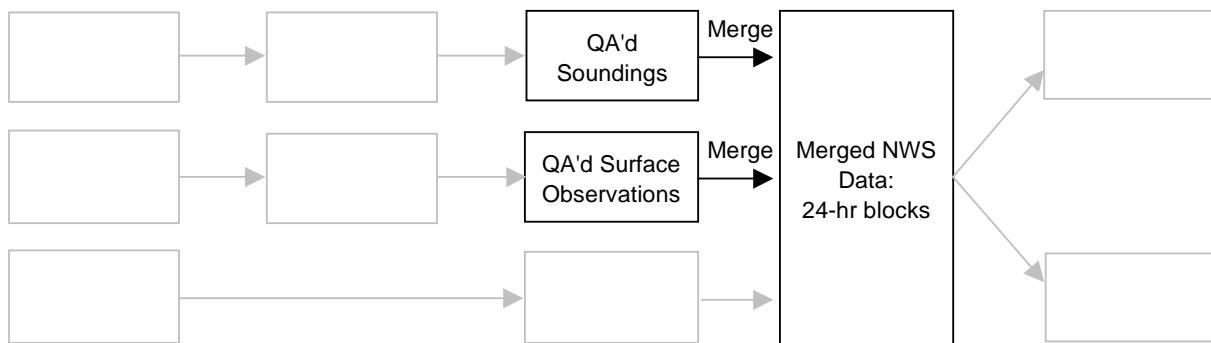 QA'd
Soundings
Merge
QA'd Surface
Observations
Merge
Merged NWS
Data:
24-hr blocks